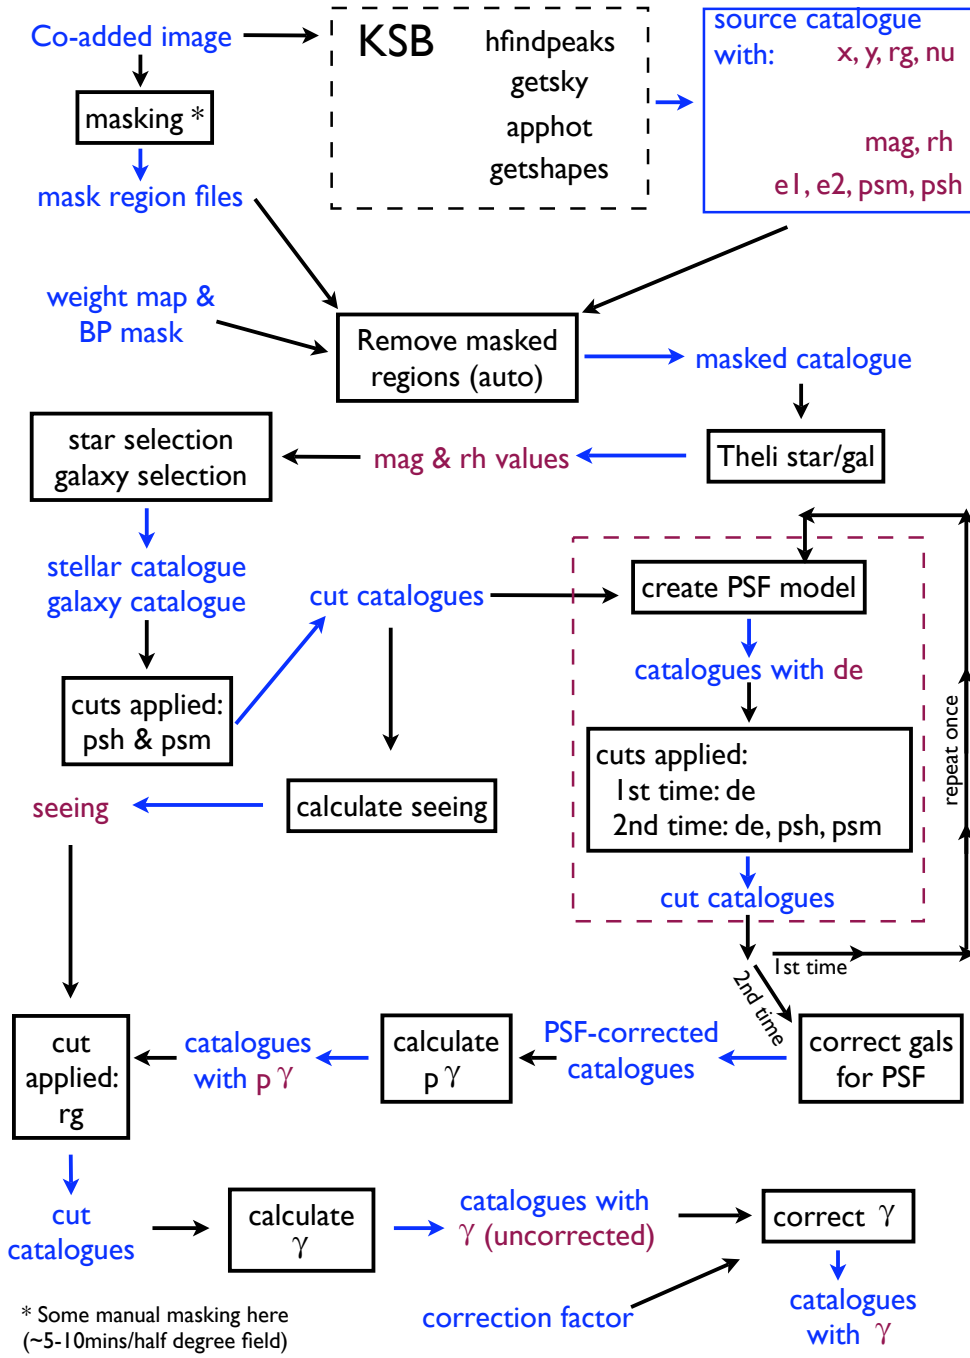 Co-added image
KSB
hfindpeaks
getsky
apphot
getshapes
source catalogue
with: x, y, rg, nu
mag, rh
e1, e2, psm, psh
masking *
mask region files
weight map &
BP mask
Remove masked
regions (auto)
masked catalogue
star selection
galaxy selection
mag & rh values
Theli star/gal
stellar catalogue
galaxy catalogue
cut catalogues
create PSF model
catalogues with de
cuts applied:
psh & psm
cuts applied:
1st time: de
2nd time: de, psh, psm
repeat once
seeing
calculate seeing
cut catalogues
1st time
2nd time
cut
applied:
rg
catalogues
with p γ
calculate
p γ
PSF-corrected
catalogues
correct gals
for PSF
cut
catalogues
calculate
γ
catalogues with
γ (uncorrected)
correct γ
correction factor
catalogues
with γ
* Some manual masking here
(~5-10mins/half degree field)